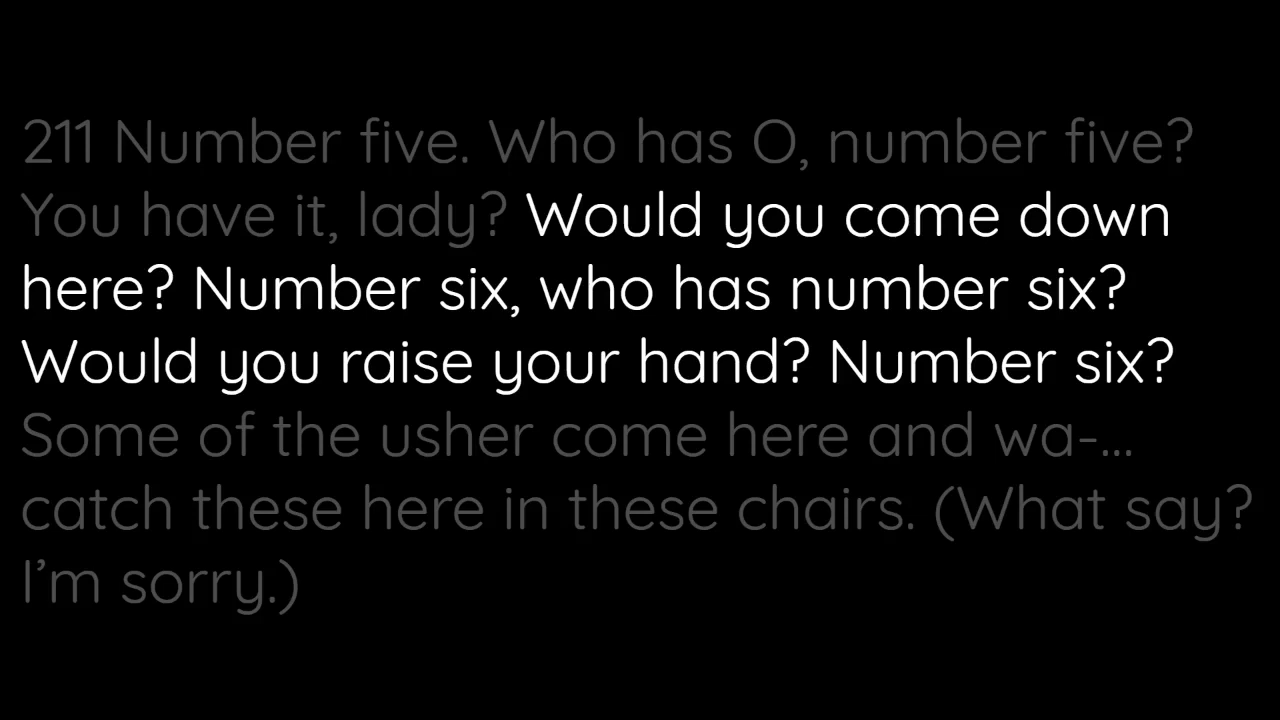 211 Number five. Who has O, number five?
You have it, lady? Would you come down
here? Number six, who has number six?
Would you raise your hand? Number six?
Some of the usher come here and wa-...
catch these here in these chairs. (What say?
I’m sorry.)